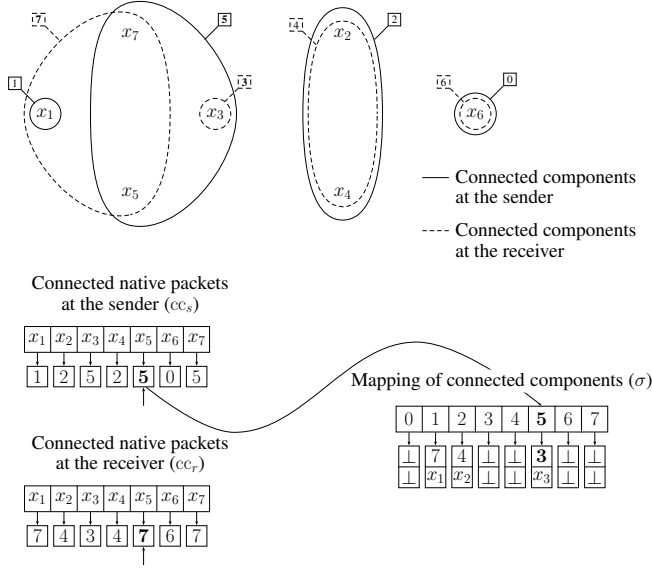 7 5 4 2
x₇ x₂
1 3 6 0
x₁ x₃ x₆
x₅ x₄
Connected components
at the sender
Connected components
at the receiver
Connected native packets
at the sender (cc_s)
x₁ x₂ x₃ x₄ x₅ x₆ x₇
1 2 5 2 5 0 5
Mapping of connected components (σ)
0 1 2 3 4 5 6 7
⊥ 7 4 ⊥ ⊥ 3 ⊥ ⊥
⊥ x₁ x₂ ⊥ ⊥ x₃ ⊥ ⊥
Connected native packets
at the receiver (cc_r)
x₁ x₂ x₃ x₄ x₅ x₆ x₇
7 4 3 4 7 6 7